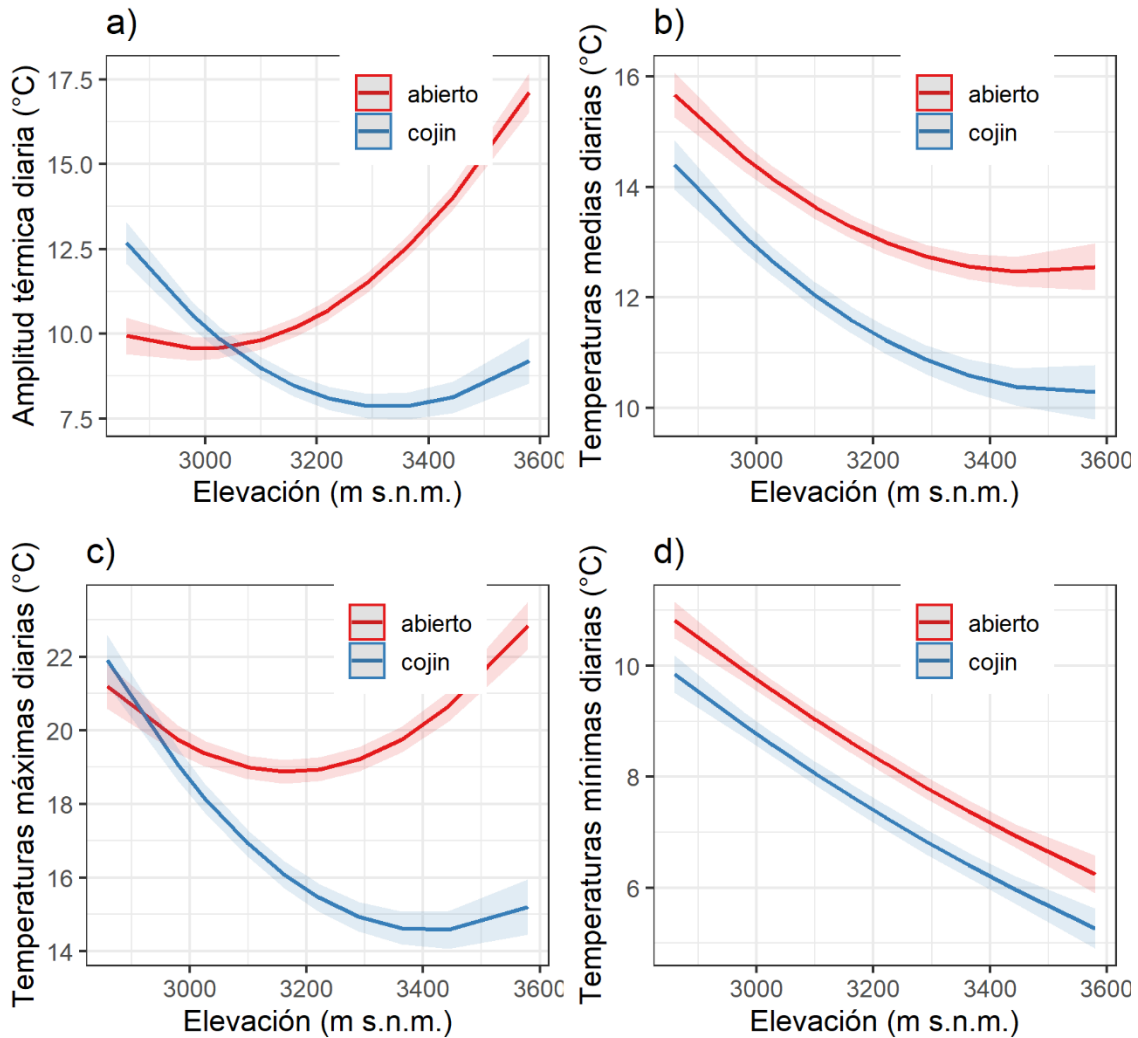 a)
Amplitud térmica diaria (°C)
17.5
15.0
12.5
10.0
7.5
abierto
cojin
3000
3200
3400
3600
Elevación (m s.n.m.)
b)
Temperaturas medias diarias (°C)
16
14
12
10
abierto
cojin
3000
3200
3400
3600
Elevación (m s.n.m.)
c)
Temperaturas máximas diarias (°C)
22
20
18
16
14
abierto
cojin
3000
3200
3400
3600
Elevación (m s.n.m.)
d)
Temperaturas mínimas diarias (°C)
10
8
6
abierto
cojin
3000
3200
3400
3600
Elevación (m s.n.m.)